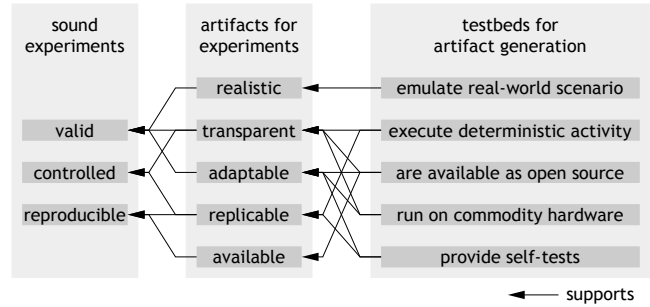 sound
experiments
artifacts for
experiments
testbeds for
artifact generation
realistic
emulate real-world scenario
valid
transparent
execute deterministic activity
controlled
adaptable
are available as open source
reproducible
replicable
run on commodity hardware
available
provide self-tests
supports